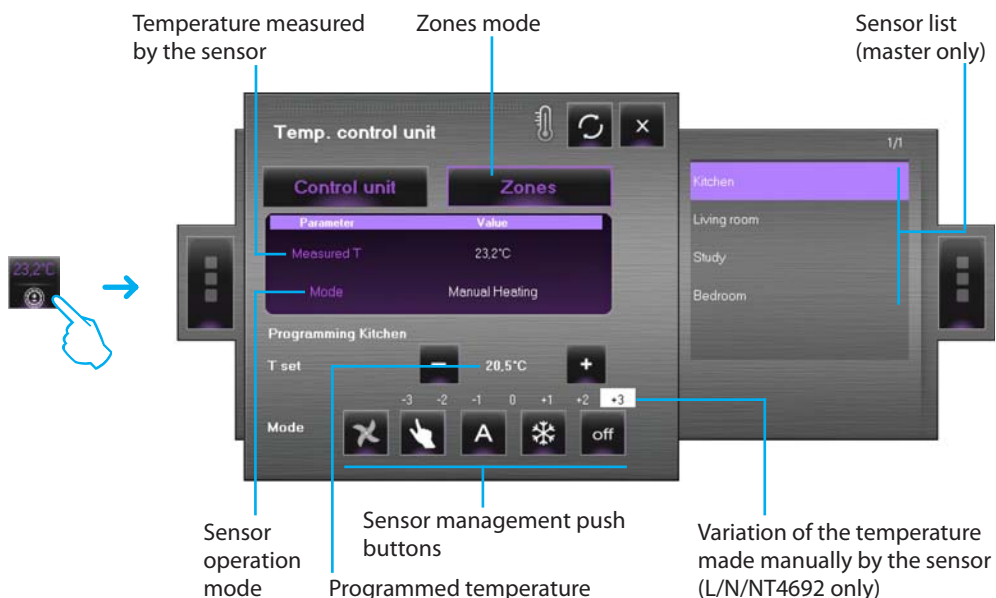 Temperature measured
by the sensor
Zones mode
Sensor list
(master only)
Temp. control unit
×
1/1
Control unit
Zones
Kitchen
Parameter
Value
Living room
Measured T
23,2°C
Study
23,2°C
Mode
Manual Heating
Bedroom
Programming Kitchen
T set
−
20,5°C
+
-3 -2 -1 0 +1 +2 +3
Mode
A
off
Sensor
operation
mode
Sensor management push
buttons
Programmed temperature
Variation of the temperature
made manually by the sensor
(L/N/NT4692 only)